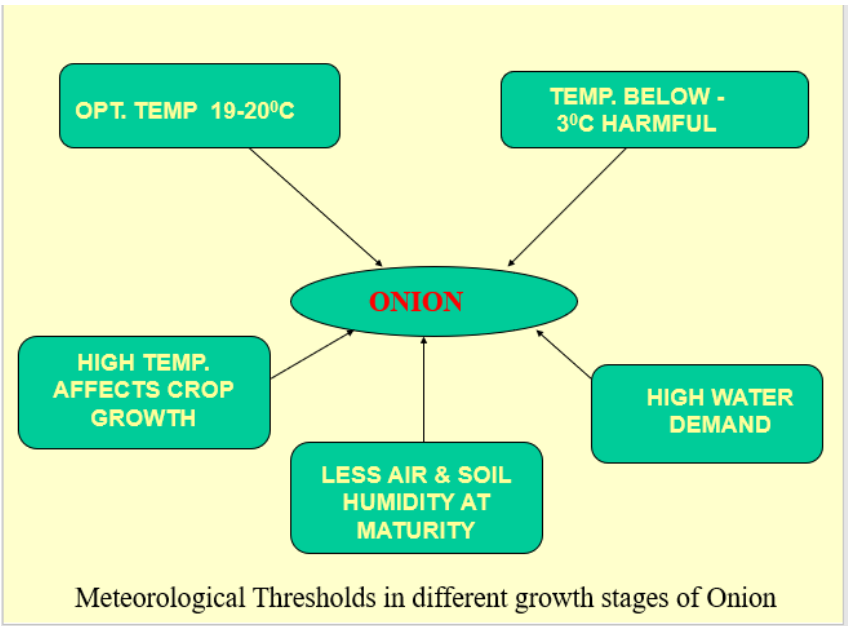 OPT. TEMP 19-20⁰C
TEMP. BELOW -
3⁰C HARMFUL
ONION
HIGH TEMP.
AFFECTS CROP
GROWTH
LESS AIR & SOIL
HUMIDITY AT
MATURITY
HIGH WATER
DEMAND
Meteorological Thresholds in different growth stages of Onion